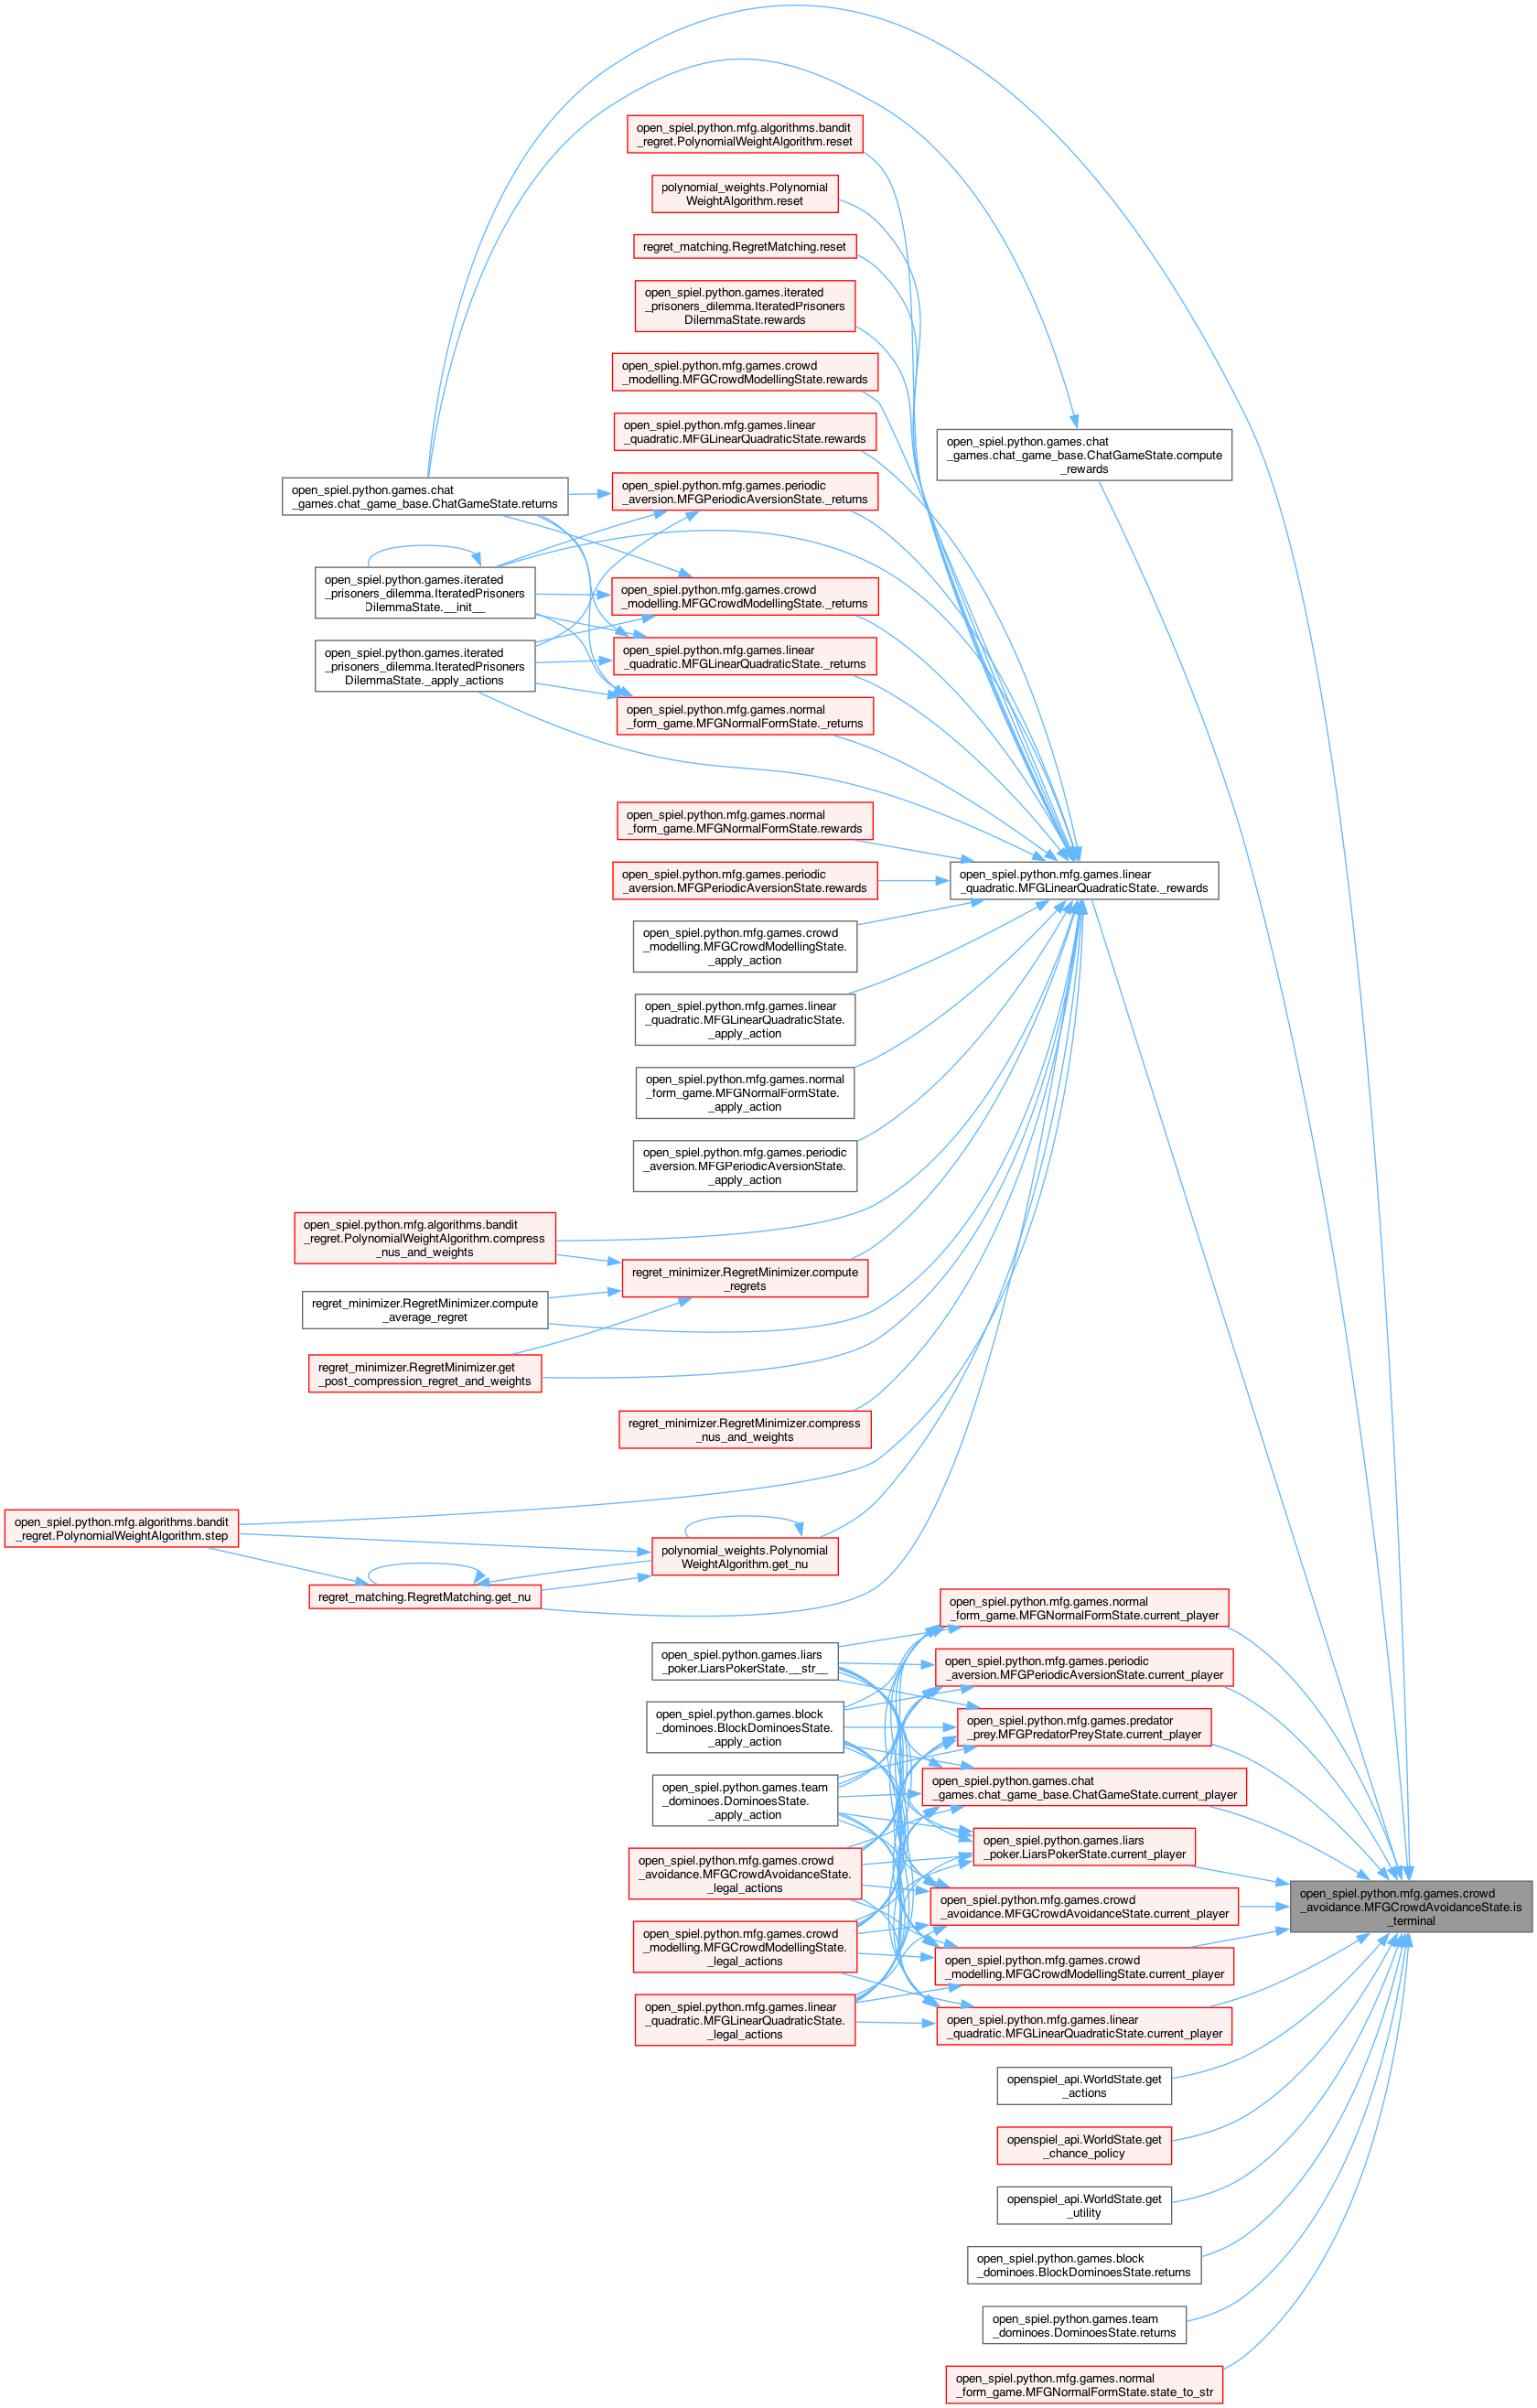 open_spiel.python.mfg.algorithms.bandit
_regret.PolynomialWeightAlgorithm.reset
polynomial_weights.Polynomial
WeightAlgorithm.reset
regret_matching.RegretMatching.reset
open_spiel.python.games.iterated
_prisoners_dilemma.IteratedPrisoners
DilemmaState.rewards
open_spiel.python.mfg.games.crowd
_modelling.MFGCrowdModellingState.rewards
open_spiel.python.mfg.games.linear
_quadratic.MFGLinearQuadraticState.rewards
open_spiel.python.games.chat
_games.chat_game_base.ChatGameState.compute
_rewards
open_spiel.python.games.chat
_games.chat_game_base.ChatGameState.returns
open_spiel.python.mfg.games.periodic
_aversion.MFGPeriodicAversionState._returns
open_spiel.python.games.iterated
_prisoners_dilemma.IteratedPrisoners
DilemmaState.__init__
open_spiel.python.mfg.games.crowd
_modelling.MFGCrowdModellingState._returns
open_spiel.python.games.iterated
_prisoners_dilemma.IteratedPrisoners
DilemmaState._apply_actions
open_spiel.python.mfg.games.linear
_quadratic.MFGLinearQuadraticState._returns
open_spiel.python.mfg.games.normal
_form_game.MFGNormalFormState._returns
open_spiel.python.mfg.games.normal
_form_game.MFGNormalFormState.rewards
open_spiel.python.mfg.games.periodic
_aversion.MFGPeriodicAversionState.rewards
open_spiel.python.mfg.games.linear
_quadratic.MFGLinearQuadraticState._rewards
open_spiel.python.mfg.games.crowd
_modelling.MFGCrowdModellingState.
_apply_action
open_spiel.python.mfg.games.linear
_quadratic.MFGLinearQuadraticState.
_apply_action
open_spiel.python.mfg.games.normal
_form_game.MFGNormalFormState.
_apply_action
open_spiel.python.mfg.games.periodic
_aversion.MFGPeriodicAversionState.
_apply_action
open_spiel.python.mfg.algorithms.bandit
_regret.PolynomialWeightAlgorithm.compress
_nus_and_weights
regret_minimizer.RegretMinimizer.compute
_regrets
regret_minimizer.RegretMinimizer.compute
_average_regret
regret_minimizer.RegretMinimizer.get
_post_compression_regret_and_weights
regret_minimizer.RegretMinimizer.compress
_nus_and_weights
open_spiel.python.mfg.algorithms.bandit
_regret.PolynomialWeightAlgorithm.step
polynomial_weights.Polynomial
WeightAlgorithm.get_nu
regret_matching.RegretMatching.get_nu
open_spiel.python.mfg.games.normal
_form_game.MFGNormalFormState.current_player
open_spiel.python.games.liars
_poker.LiarsPokerState.__str__
open_spiel.python.mfg.games.periodic
_aversion.MFGPeriodicAversionState.current_player
open_spiel.python.games.block
_dominoes.BlockDominoesState.
_apply_action
open_spiel.python.mfg.games.predator
_prey.MFGPredatorPreyState.current_player
open_spiel.python.games.team
_dominoes.DominoesState.
_apply_action
open_spiel.python.games.chat
_games.chat_game_base.ChatGameState.current_player
open_spiel.python.games.liars
_poker.LiarsPokerState.current_player
open_spiel.python.mfg.games.crowd
_avoidance.MFGCrowdAvoidanceState.
_legal_actions
open_spiel.python.mfg.games.crowd
_avoidance.MFGCrowdAvoidanceState.current_player
open_spiel.python.mfg.games.crowd
_avoidance.MFGCrowdAvoidanceState.is
_terminal
open_spiel.python.mfg.games.crowd
_modelling.MFGCrowdModellingState.
_legal_actions
open_spiel.python.mfg.games.crowd
_modelling.MFGCrowdModellingState.current_player
open_spiel.python.mfg.games.linear
_quadratic.MFGLinearQuadraticState.
_legal_actions
open_spiel.python.mfg.games.linear
_quadratic.MFGLinearQuadraticState.current_player
openspiel_api.WorldState.get
_actions
openspiel_api.WorldState.get
_chance_policy
openspiel_api.WorldState.get
_utility
open_spiel.python.games.block
_dominoes.BlockDominoesState.returns
open_spiel.python.games.team
_dominoes.DominoesState.returns
open_spiel.python.mfg.games.normal
_form_game.MFGNormalFormState.state_to_str